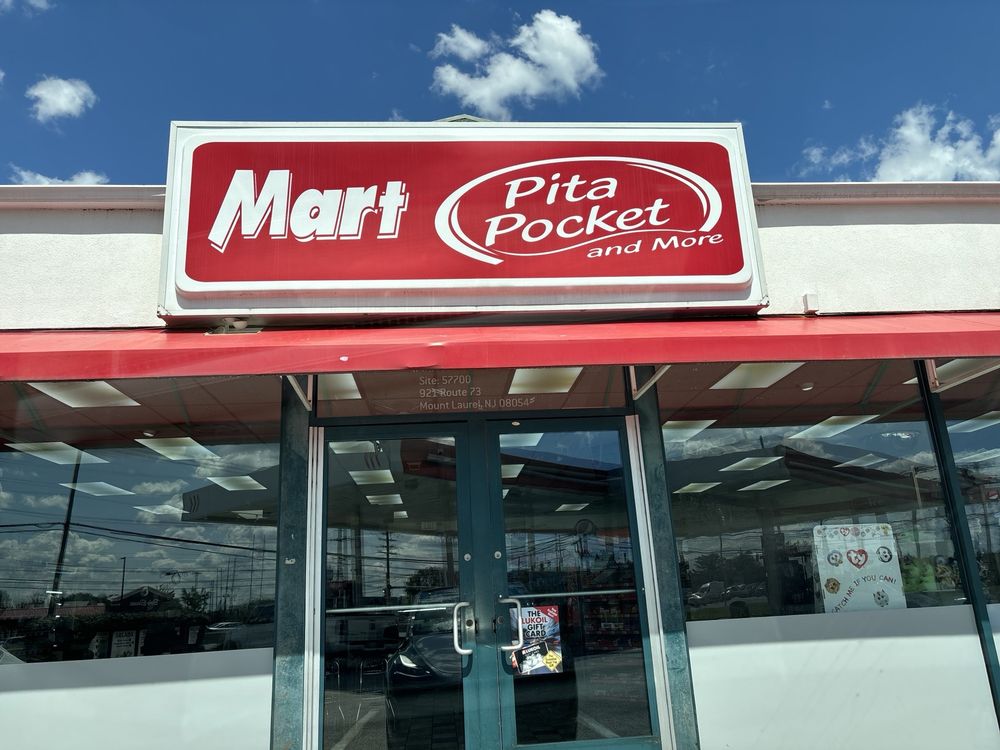 Mart
Pita
Pocket
and More
Site: 57700
921 Route 73
Mount Laurel, NJ 08054
THE
LUKOIL
GIFT
CARD
CATCH ME IF YOU CAN!